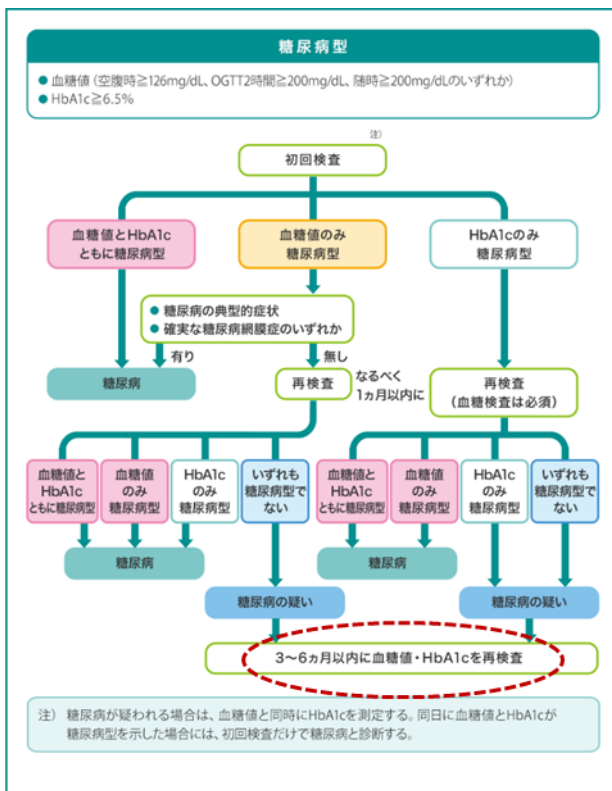 糖尿病型
● 血糖値（空腹時≧126mg/dL、OGTT2時間≧200mg/dL、随時≧200mg/dLのいずれか）
● HbA1c≧6.5%
注）
初回検査
血糖値とHbA1c
ともに糖尿病型
血糖値のみ
糖尿病型
HbA1cのみ
糖尿病型
● 糖尿病の典型的症状
● 確実な糖尿病網膜症のいずれか
有り
無し
糖尿病
再検査
なるべく
1ヵ月以内に
再検査
（血糖検査は必須）
血糖値と
HbA1c
ともに糖尿病型
血糖値
のみ
糖尿病型
HbA1c
のみ
糖尿病型
いずれも
糖尿病型で
ない
血糖値と
HbA1c
ともに糖尿病型
血糖値
のみ
糖尿病型
HbA1c
のみ
糖尿病型
いずれも
糖尿病型で
ない
糖尿病
糖尿病
糖尿病の疑い
糖尿病の疑い
3〜6ヵ月以内に血糖値・HbA1cを再検査
注） 糖尿病が疑われる場合は、血糖値と同時にHbA1cを測定する。同日に血糖値とHbA1cが
糖尿病型を示した場合には、初回検査だけで糖尿病と診断する。